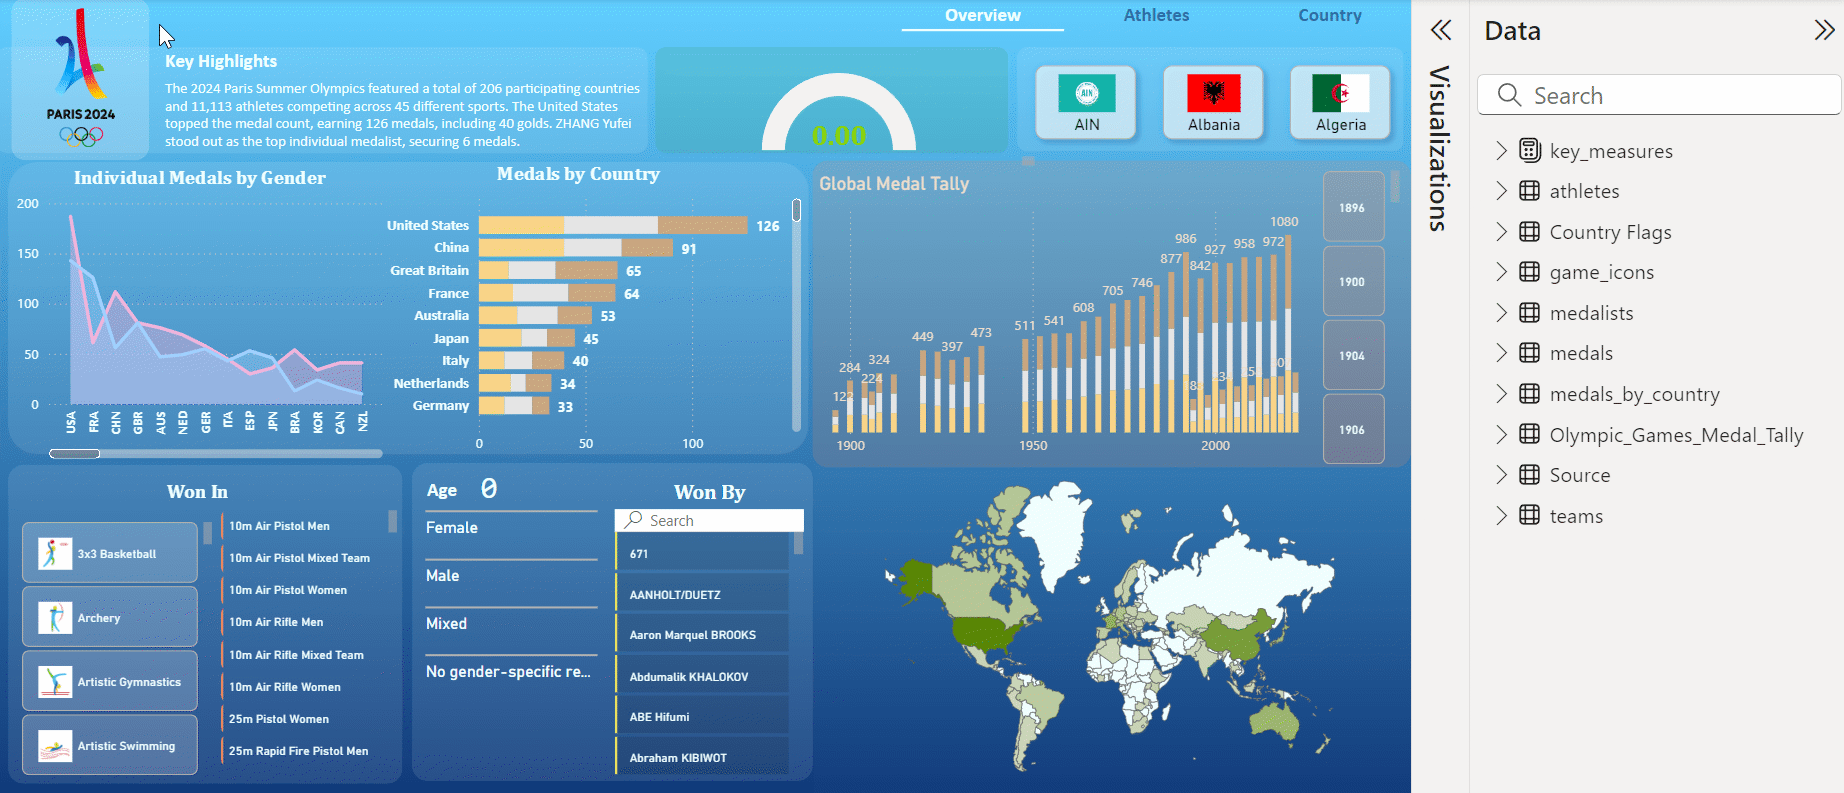 Overview
Athletes
Country
PARIS 2024
Key Highlights
The 2024 Paris Summer Olympics featured a total of 206 participating countries
and 11,113 athletes competing across 45 different sports. The United States
topped the medal count, earning 126 medals, including 40 golds. ZHANG Yufei
stood out as the top individual medalist, securing 6 medals.
0.00
AIN
AIN
Albania
Algeria
Individual Medals by Gender
200
150
100
50
0
USA
FRA
CHN
GBR
AUS
NED
GER
ITA
ESP
JPN
BRA
KOR
CAN
NZL
Medals by Country
United States 126
China 91
Great Britain 65
France 64
Australia 53
Japan 45
Italy 40
Netherlands 34
Germany 33
0 50 100
Global Medal Tally
122
284
224
324
449
397
473
511
541
608
705
746
877
986
842
927
958
972
1080
1900 1950 2000
1896
1900
1904
1906
Won In
3x3 Basketball
Archery
Artistic Gymnastics
Artistic Swimming
10m Air Pistol Men
10m Air Pistol Mixed Team
10m Air Pistol Women
10m Air Rifle Men
10m Air Rifle Mixed Team
10m Air Rifle Women
25m Pistol Women
25m Rapid Fire Pistol Men
Age 0
Female
Male
Mixed
No gender-specific re...
Won By
Search
671
AANHOLT/DUETZ
Aaron Marquel BROOKS
Abdumalik KHALOKOV
ABE Hifumi
Abraham KIBIWOT
Visualizations
Data
Search
key_measures
athletes
Country Flags
game_icons
medalists
medals
medals_by_country
Olympic_Games_Medal_Tally
Source
teams